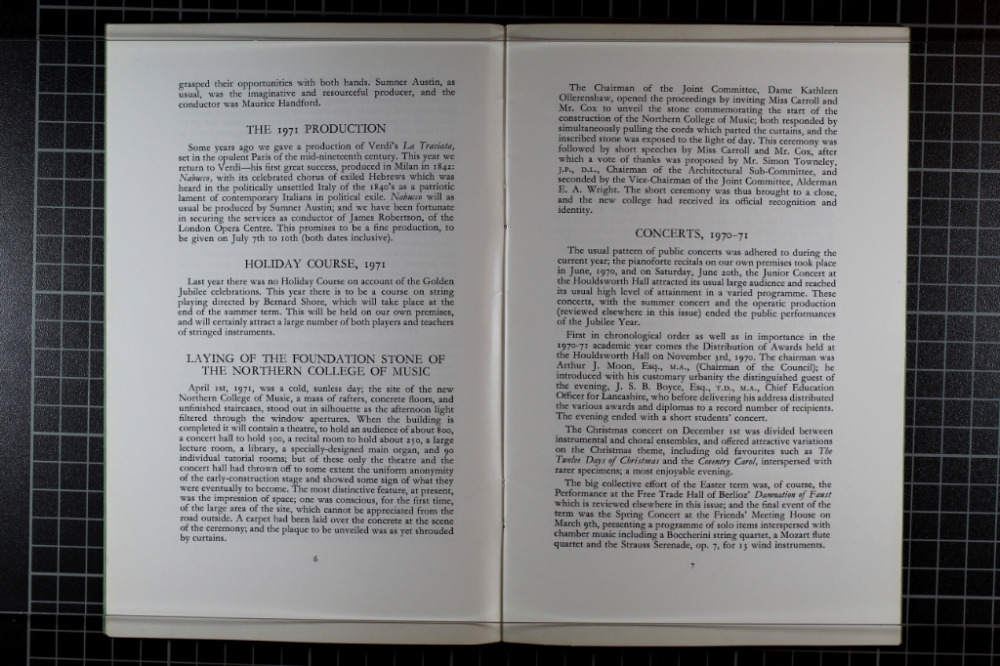 grasped their opportunities with both hands. Sumner Austin, as
usual, was the imaginative and resourceful producer, and the
conductor was Maurice Handford.
THE 1971 PRODUCTION
Some years ago we gave a production of Verdi's La Traviata,
set in the opulent Paris of the mid-nineteenth century. This year we
return to Verdi—his first great success, produced in Milan in 1842:
Nabucco, with its celebrated chorus of exiled Hebrews which was
heard in the politically unsettled Italy of the 1840's as a patriotic
lament of contemporary Italians in political exile. Nabucco will as
usual be produced by Sumner Austin; and we have been fortunate
in securing the services as conductor of James Robertson, of the
London Opera Centre. This promises to be a fine production, to
be given on July 7th to 10th (both dates inclusive).
HOLIDAY COURSE, 1971
Last year there was no Holiday Course on account of the Golden
Jubilee celebrations. This year there is to be a course on string
playing directed by Bernard Shore, which will take place at the
end of the summer term. This will be held on our own premises,
and will certainly attract a large number of both players and teachers
of stringed instruments.
LAYING OF THE FOUNDATION STONE OF
THE NORTHERN COLLEGE OF MUSIC
April 1st, 1971, was a cold, sunless day; the site of the new
Northern College of Music, a mass of rafters, concrete floors, and
unfinished staircases, stood out in silhouette as the afternoon light
filtered through the window apertures. When the building is
completed it will contain a theatre, to hold an audience of about 800,
a concert hall to hold 500, a recital room to hold about 250, a large
lecture room, a library, a specially-designed main organ, and 90
individual tutorial rooms; but of these only the theatre and the
concert hall had thrown off to some extent the uniform anonymity
of the early-construction stage and showed some sign of what they
were eventually to become. The most distinctive feature, at present,
was the impression of space; one was conscious, for the first time,
of the large area of the site, which cannot be appreciated from the
road outside. A carpet had been laid over the concrete at the scene
of the ceremony; and the plaque to be unveiled was as yet shrouded
by curtains.
6
The Chairman of the Joint Committee, Dame Kathleen
Ollerenshaw, opened the proceedings by inviting Miss Carroll and
Mr. Cox to unveil the stone commemorating the start of the
construction of the Northern College of Music; both responded by
simultaneously pulling the cords which parted the curtains, and the
inscribed stone was exposed to the light of day. This ceremony was
followed by short speeches by Miss Carroll and Mr. Cox, after
which a vote of thanks was proposed by Mr. Simon Towneley,
J.P., D.L., Chairman of the Architectural Sub-Committee, and
seconded by the Vice-Chairman of the Joint Committee, Alderman
E. A. Wright. The short ceremony was thus brought to a close,
and the new college had received its official recognition and
identity.
CONCERTS, 1970–71
The usual pattern of public concerts was adhered to during the
current year; the pianoforte recitals on our own premises took place
in June, 1970, and on Saturday, June 20th, the Junior Concert at
the Houldsworth Hall attracted its usual large audience and reached
its usual high level of attainment in a varied programme. These
concerts, with the summer concert and the operatic production
(reviewed elsewhere in this issue) ended the public performances
of the Jubilee Year.
First in chronological order as well as in importance in the
1970-71 academic year comes the Distribution of Awards held at
the Houldsworth Hall on November 3rd, 1970. The chairman was
Arthur J. Moon, Esq., M.A., (Chairman of the Council); he
introduced with his customary urbanity the distinguished guest of
the evening, J. S. B. Boyce, Esq., T.D., M.A., Chief Education
Officer for Lancashire, who before delivering his address distributed
the various awards and diplomas to a record number of recipients.
The evening ended with a short students' concert.
The Christmas concert on December 1st was divided between
instrumental and choral ensembles, and offered attractive variations
on the Christmas theme, including old favourites such as The
Twelve Days of Christmas and the Coventry Carol, interspersed with
rarer specimens; a most enjoyable evening.
The big collective effort of the Easter term was, of course, the
Performance at the Free Trade Hall of Berlioz' Damnation of Faust
which is reviewed elsewhere in this issue; and the final event of the
term was the Spring Concert at the Friends' Meeting House on
March 9th, presenting a programme of solo items interspersed with
chamber music including a Boccherini string quartet, a Mozart flute
quartet and the Strauss Serenade, op. 7, for 13 wind instruments.
7